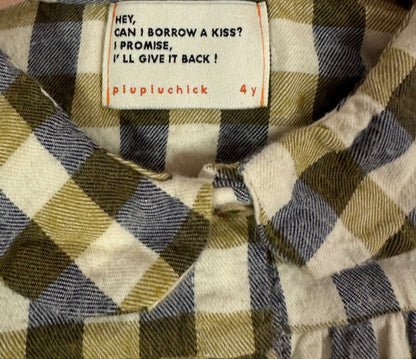 HEY,
CAN I BORROW A KISS?
I PROMISE,
I' LL GIVE IT BACK !
plupluchick 4y